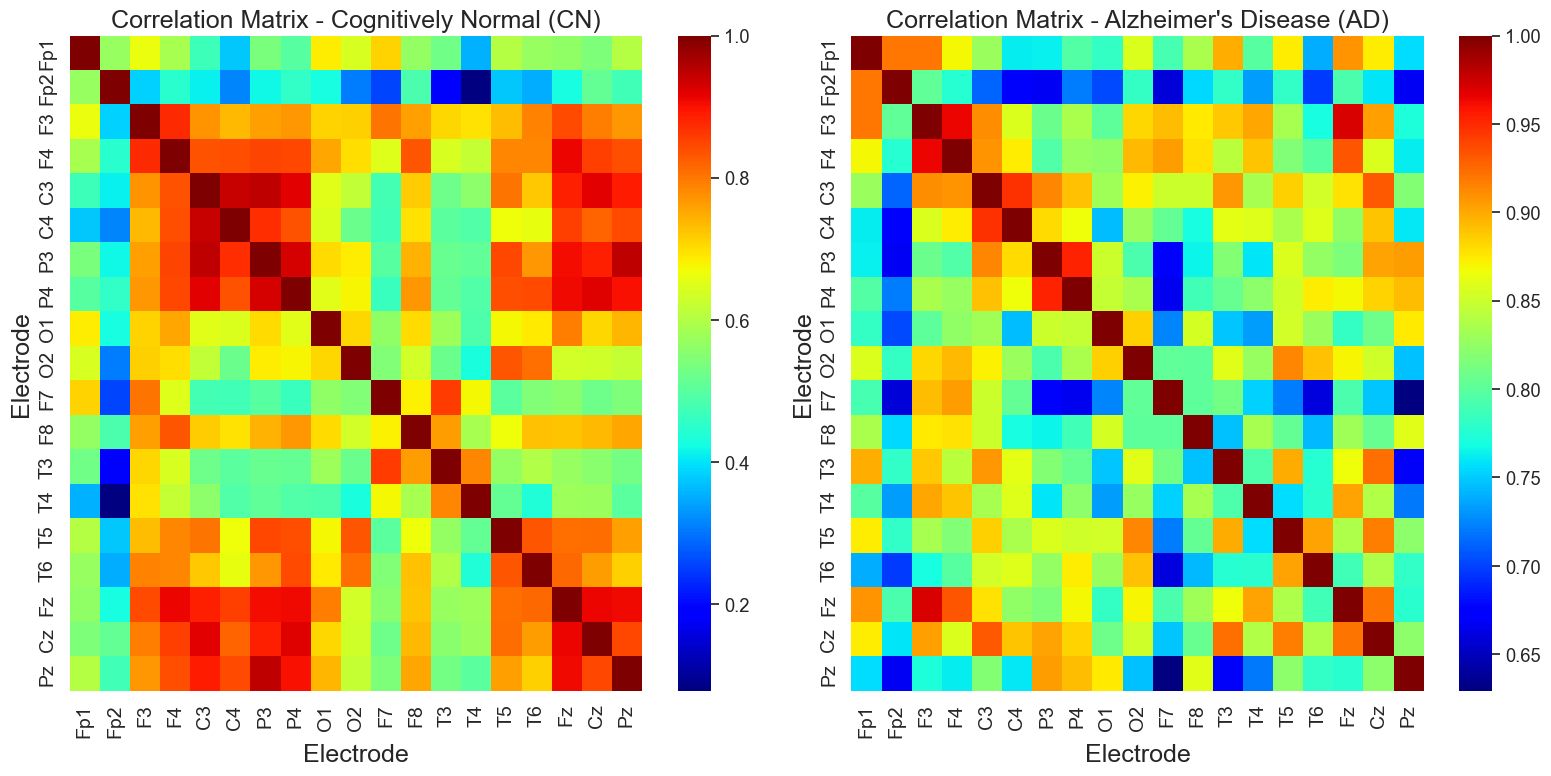 Correlation Matrix - Cognitively Normal (CN)
Electrode
Fp1
Fp2
F3
F4
C3
C4
P3
P4
O1
O2
F7
F8
T3
T4
T5
T6
Fz
Cz
Pz
Fp1 Fp2 F3 F4 C3 C4 P3 P4 O1 O2 F7 F8 T3 T4 T5 T6 Fz Cz Pz
Electrode
1.0
0.8
0.6
0.4
0.2
Correlation Matrix - Alzheimer's Disease (AD)
Electrode
Fp1
Fp2
F3
F4
C3
C4
P3
P4
O1
O2
F7
F8
T3
T4
T5
T6
Fz
Cz
Pz
Fp1 Fp2 F3 F4 C3 C4 P3 P4 O1 O2 F7 F8 T3 T4 T5 T6 Fz Cz Pz
Electrode
1.00
0.95
0.90
0.85
0.80
0.75
0.70
0.65